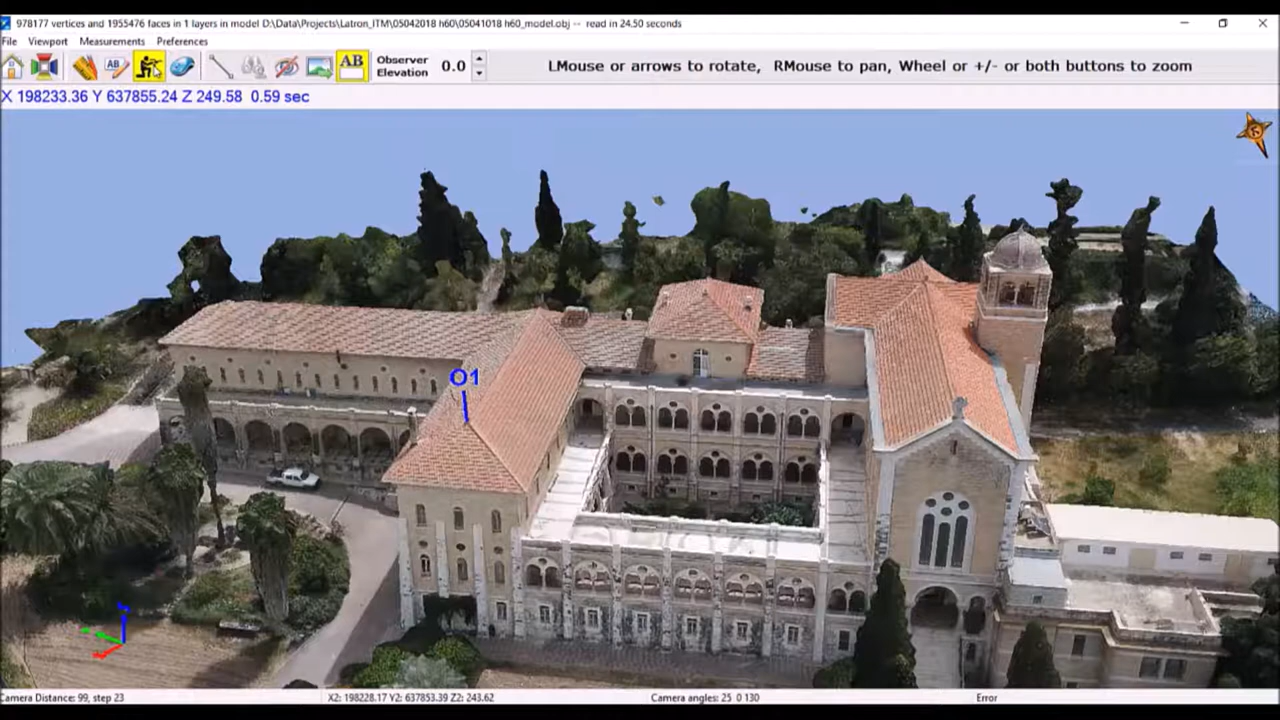 978177 vertices and 1955476 faces in 1 layers in model D:\Data\Projects\Latron_ITM\05042018 h60\05041018 h60_model.obj -- read in 24.50 seconds
File Viewport Measurements Preferences
AB AB Observer Elevation 0.0 LMouse or arrows to rotate, RMouse to pan, Wheel or +/- or both buttons to zoom
X 198233.36 Y 637855.24 Z 249.58 0.59 sec
O1
Camera Distance: 99, step 23 X2: 198228.17 Y2: 637853.39 Z2: 243.62 Camera angles: 25 0 130 Error